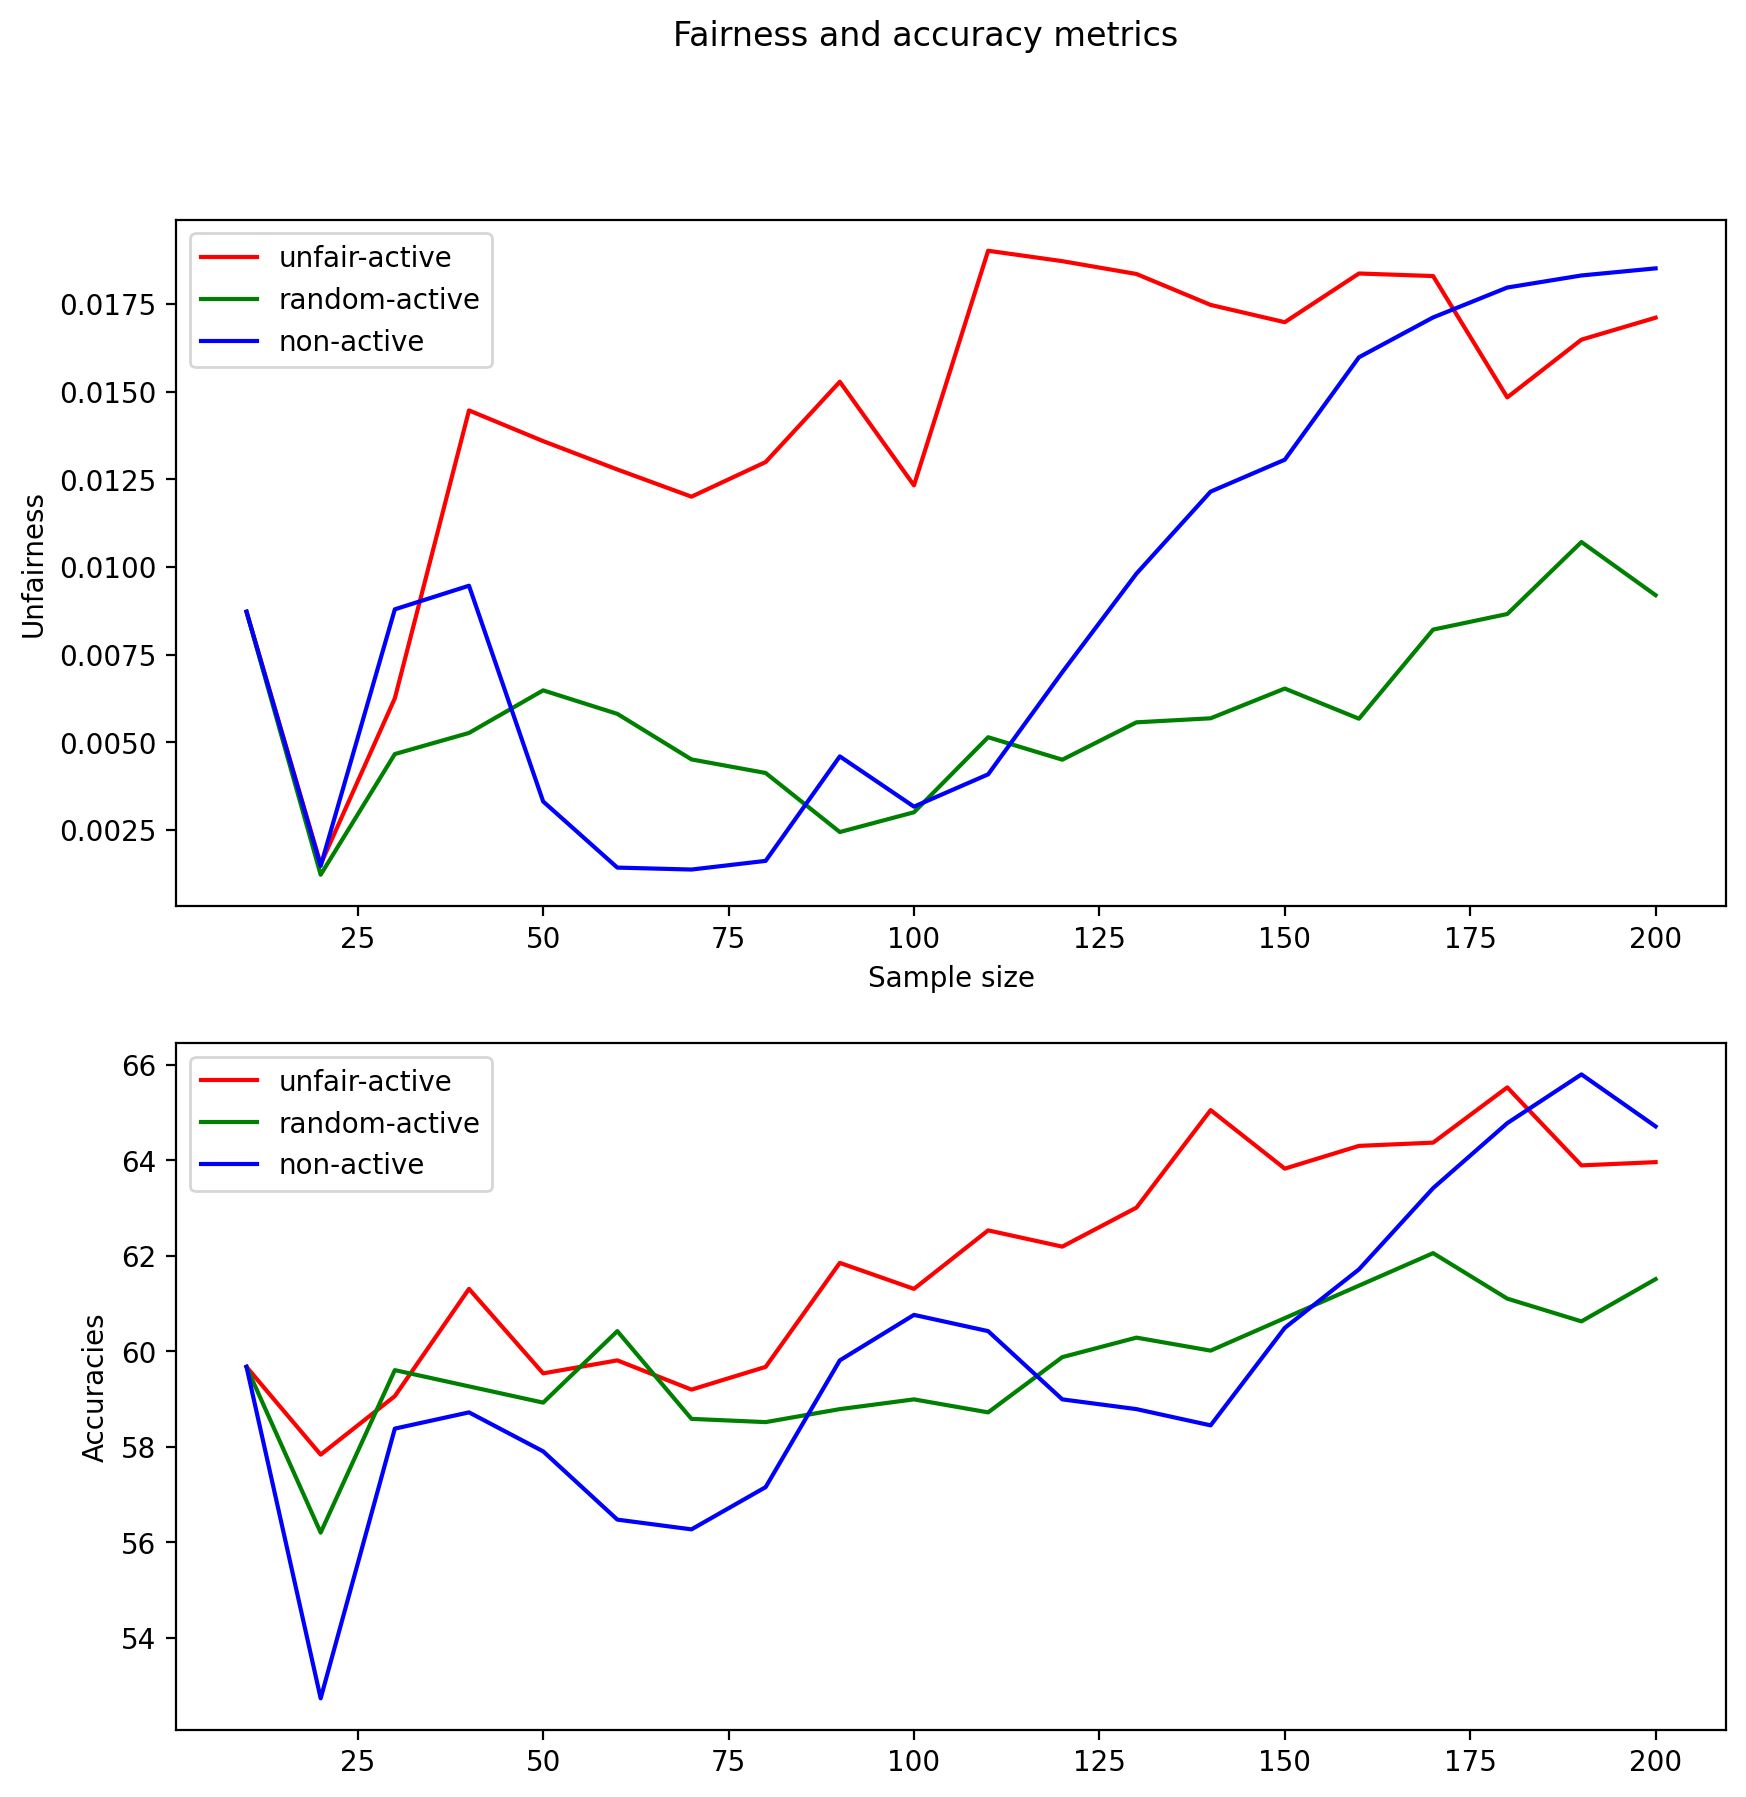 Fairness and accuracy metrics
unfair-active
random-active
non-active
0.0175
0.0150
0.0125
0.0100
0.0075
0.0050
0.0025
Unfairness
25 50 75 100 125 150 175 200
Sample size
unfair-active
random-active
non-active
66
64
62
60
58
56
54
Accuracies
25 50 75 100 125 150 175 200